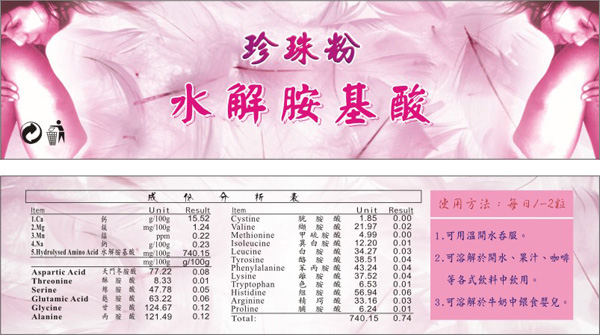 珍珠粉
水解胺基酸
成份分析表
Item Unit Result
1.Ca 鈣 g/100g 15.52
2.Mg 鎂 mg/100g 1.24
3.Mn 錳 ppm 0.22
4.Na 鈉 g/100g 0.23
5.Hydrolysed Amino Acid 水解胺基酸 mg/100g 740.15
mg/100g g/100g
Aspartic Acid 天門冬胺酸 77.22 0.08
Threonine 酥胺酸 8.33 0.01
Serine 絲胺酸 47.78 0.05
Glutamic Acid 麩胺酸 63.22 0.06
Glycine 甘胺酸 124.67 0.12
Alanine 丙胺酸 121.49 0.12
Item Unit Result
Cystine 胱胺酸 1.85 0.00
Valine 纈胺酸 21.97 0.02
Methionine 甲硫胺酸 4.99 0.00
Isoleucine 異白胺酸 12.20 0.01
Leucine 白胺酸 34.27 0.03
Tyrosine 酪胺酸 38.51 0.04
Phenylalanine 苯丙胺酸 43.24 0.04
Lysine 離胺酸 37.52 0.04
Tryptophan 色胺酸 6.53 0.01
Histidine 組胺酸 56.94 0.06
Arginine 精胺酸 33.16 0.03
Proline 脯胺酸 6.24 0.01
Total: 740.15 0.74
使用方法：每日1-2粒
1.可用溫開水吞服。
2.可溶解於開水、果汁、咖啡
等各式飲料中飲用。
3.可溶解於牛奶中餵食嬰兒。